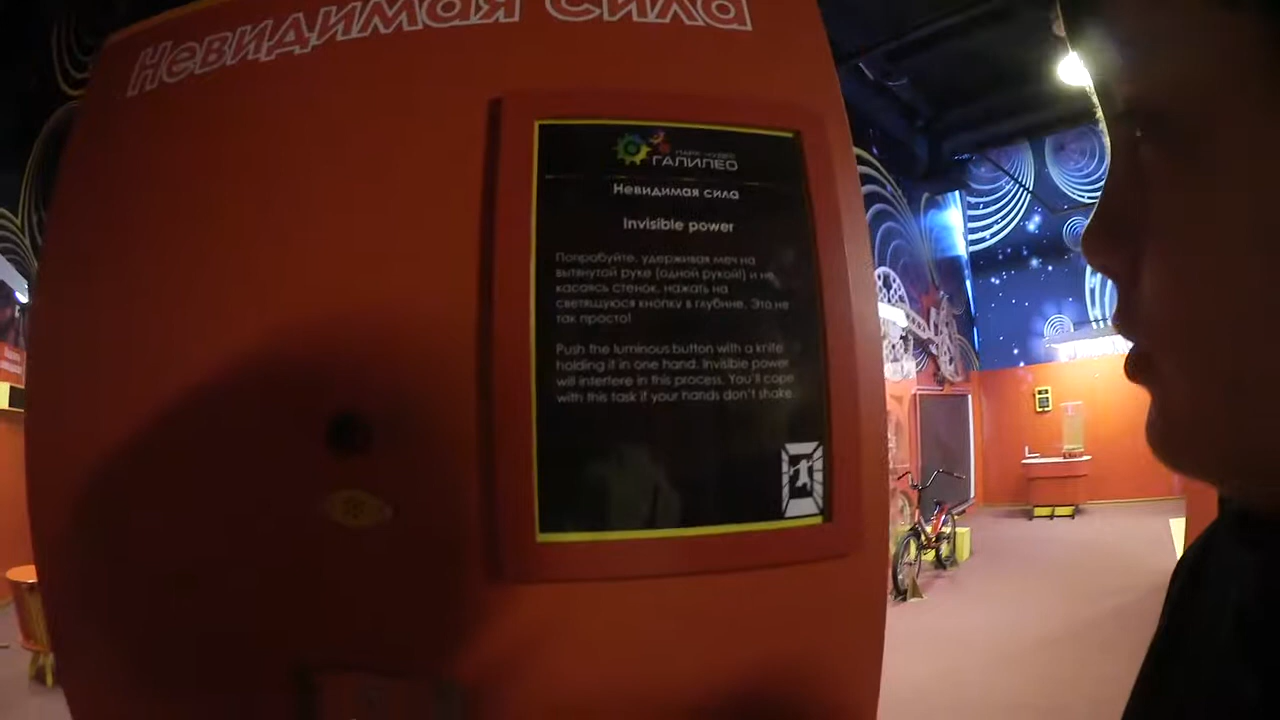 Невидимая сила
ПАРК ЧУДЕС
ГАЛИЛЕО
Невидимая сила
Invisible power
Попробуйте, удерживая меч на
вытянутой руке (одной рукой!) и не
касаясь стенок, нажать на
светящуюся кнопку в глубине. Это не
так просто!
Push the luminous button with a knife
holding it in one hand. Invisible power
will interfere in this process. You'll cope
with this task if your hands don't shake